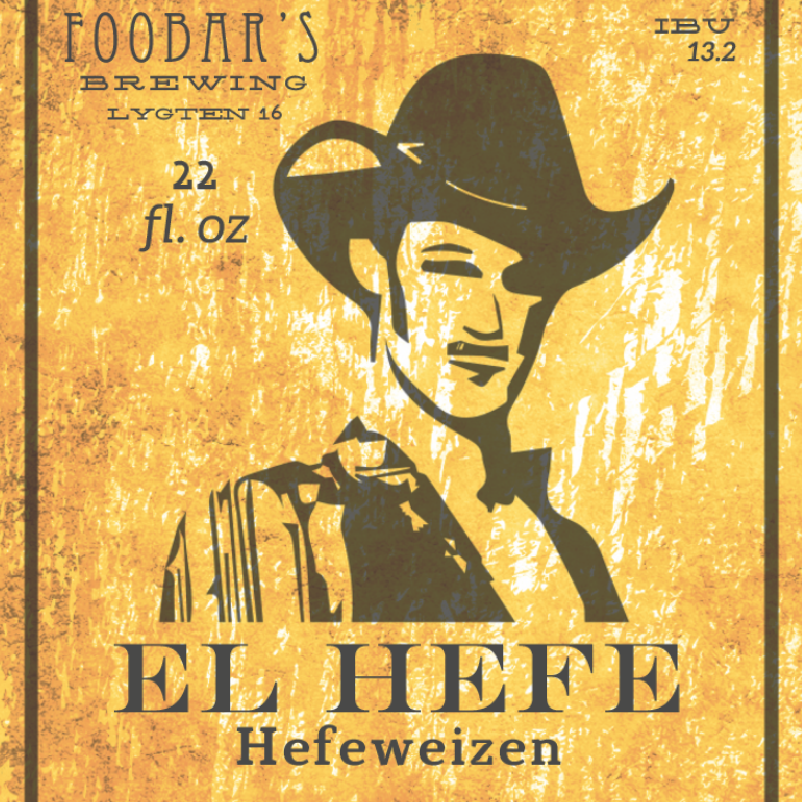 FOOBAR'S
BREWING
LYGTEN 16
IBU
13.2
22
fl. oz
EL HEFE
Hefeweizen